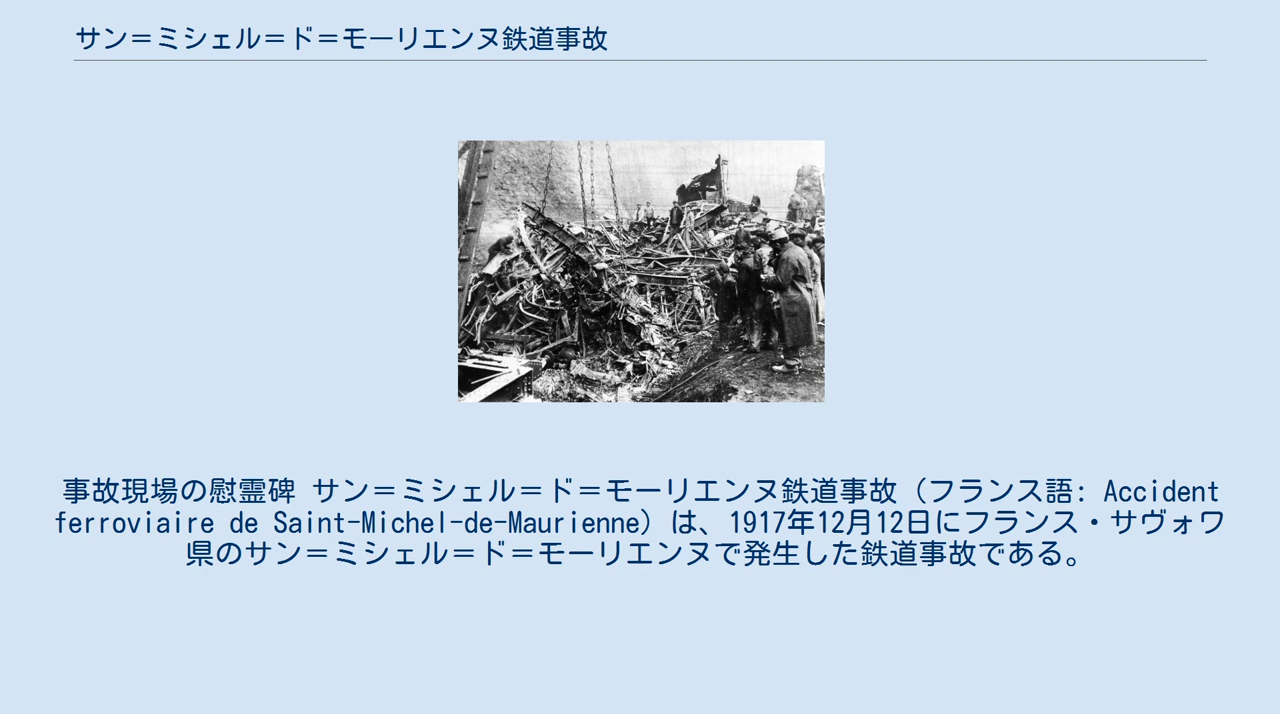 サン＝ミシェル＝ド＝モーリエンヌ鉄道事故
事故現場の慰霊碑 サン＝ミシェル＝ド＝モーリエンヌ鉄道事故（フランス語: Accident
ferroviaire de Saint-Michel-de-Maurienne）は、1917年12月12日にフランス・サヴォワ
県のサン＝ミシェル＝ド＝モーリエンヌで発生した鉄道事故である。